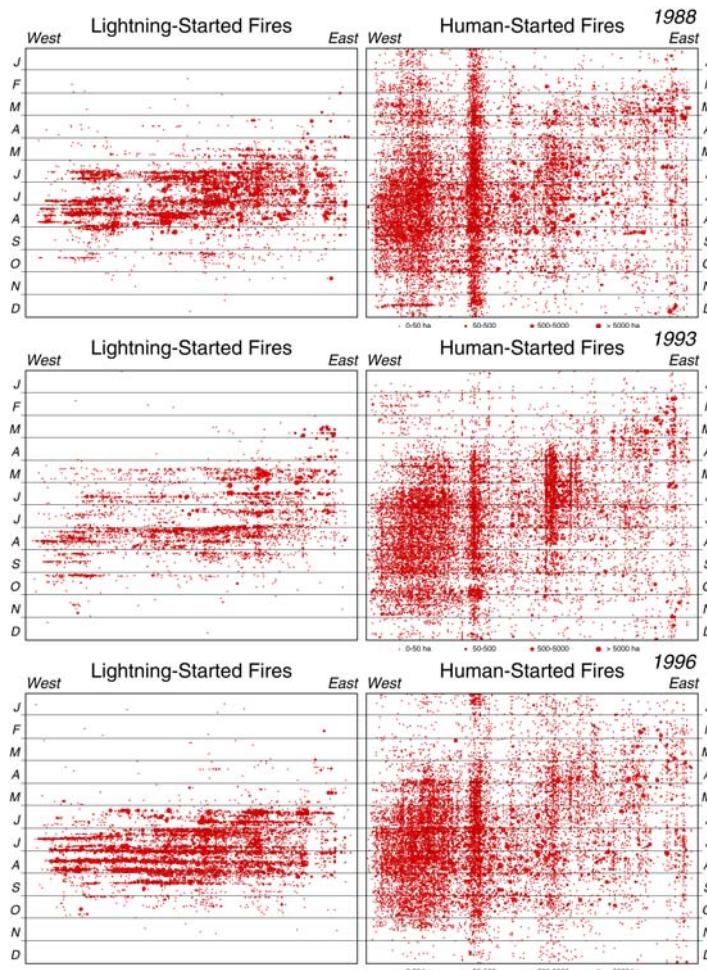 Lightning-Started Fires Human-Started Fires 1988
West East West East
J
F
M
A
M
J
J
A
S
O
N
D
0-50 ha 50-500 500-5000 > 5000 ha
Lightning-Started Fires Human-Started Fires 1993
West East West East
J
F
M
A
M
J
J
A
S
O
N
D
0-50 ha 50-500 500-5000 > 5000 ha
Lightning-Started Fires Human-Started Fires 1996
West East West East
J
F
M
A
M
J
J
A
S
O
N
D